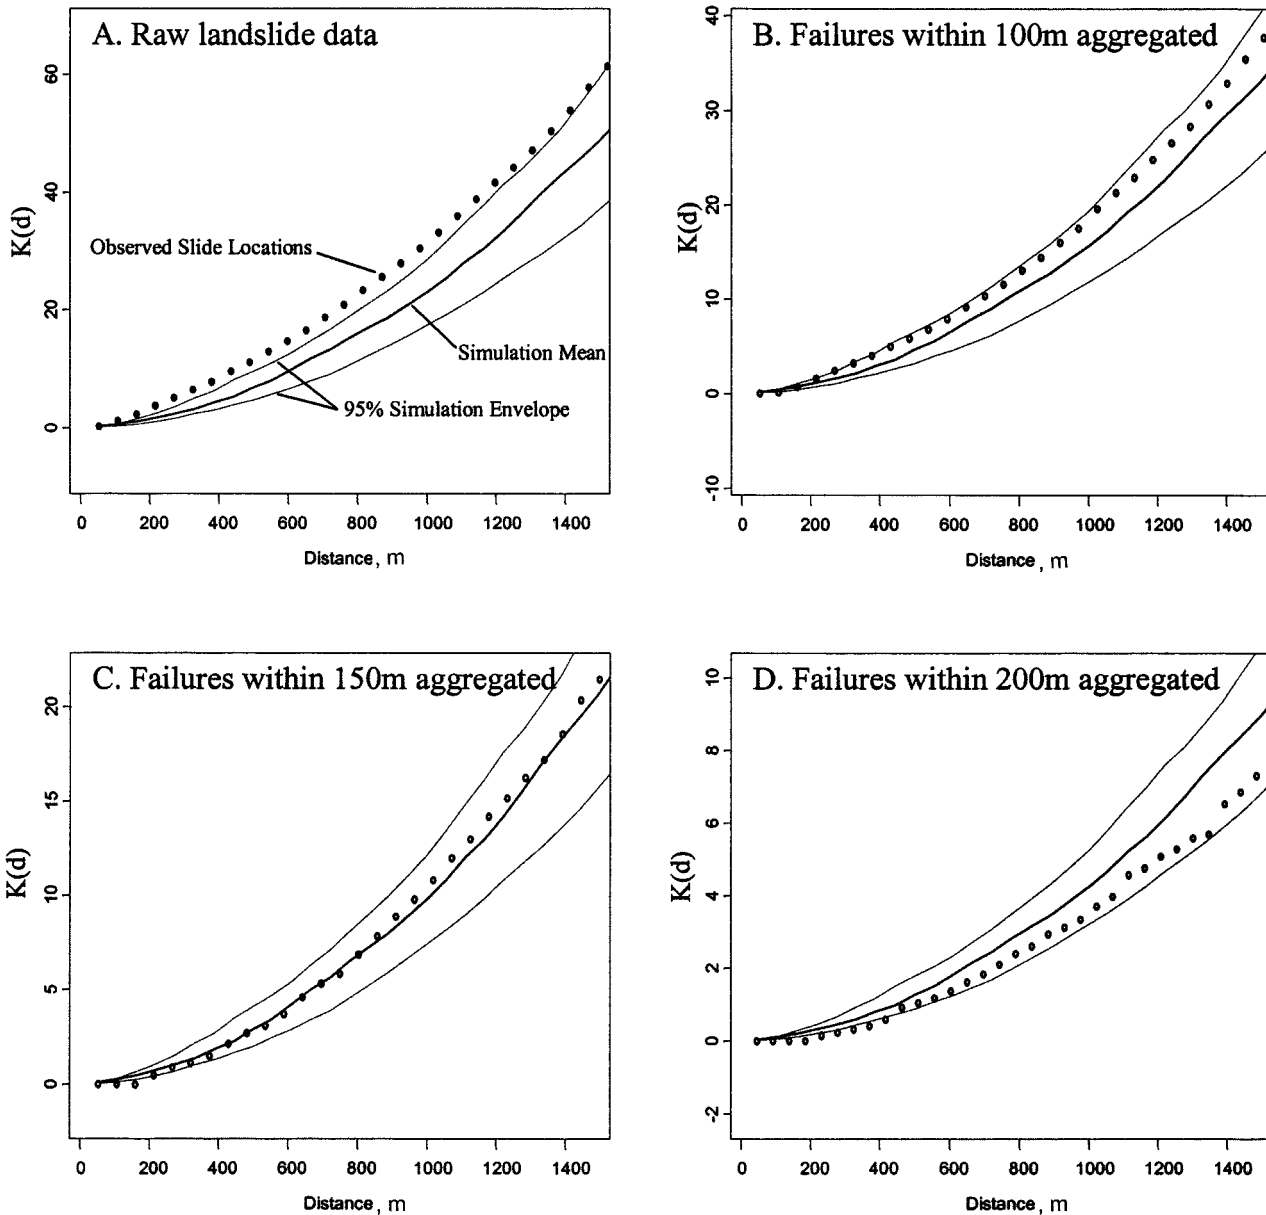 A. Raw landslide data
60
40
20
0
K(d)
Observed Slide Locations
Simulation Mean
95% Simulation Envelope
0 200 400 600 800 1000 1200 1400
Distance, m
B. Failures within 100m aggregated
40
30
20
10
0
-10
K(d)
0 200 400 600 800 1000 1200 1400
Distance, m
C. Failures within 150m aggregated
20
15
10
5
0
K(d)
0 200 400 600 800 1000 1200 1400
Distance, m
D. Failures within 200m aggregated
10
8
6
4
2
0
-2
K(d)
0 200 400 600 800 1000 1200 1400
Distance, m